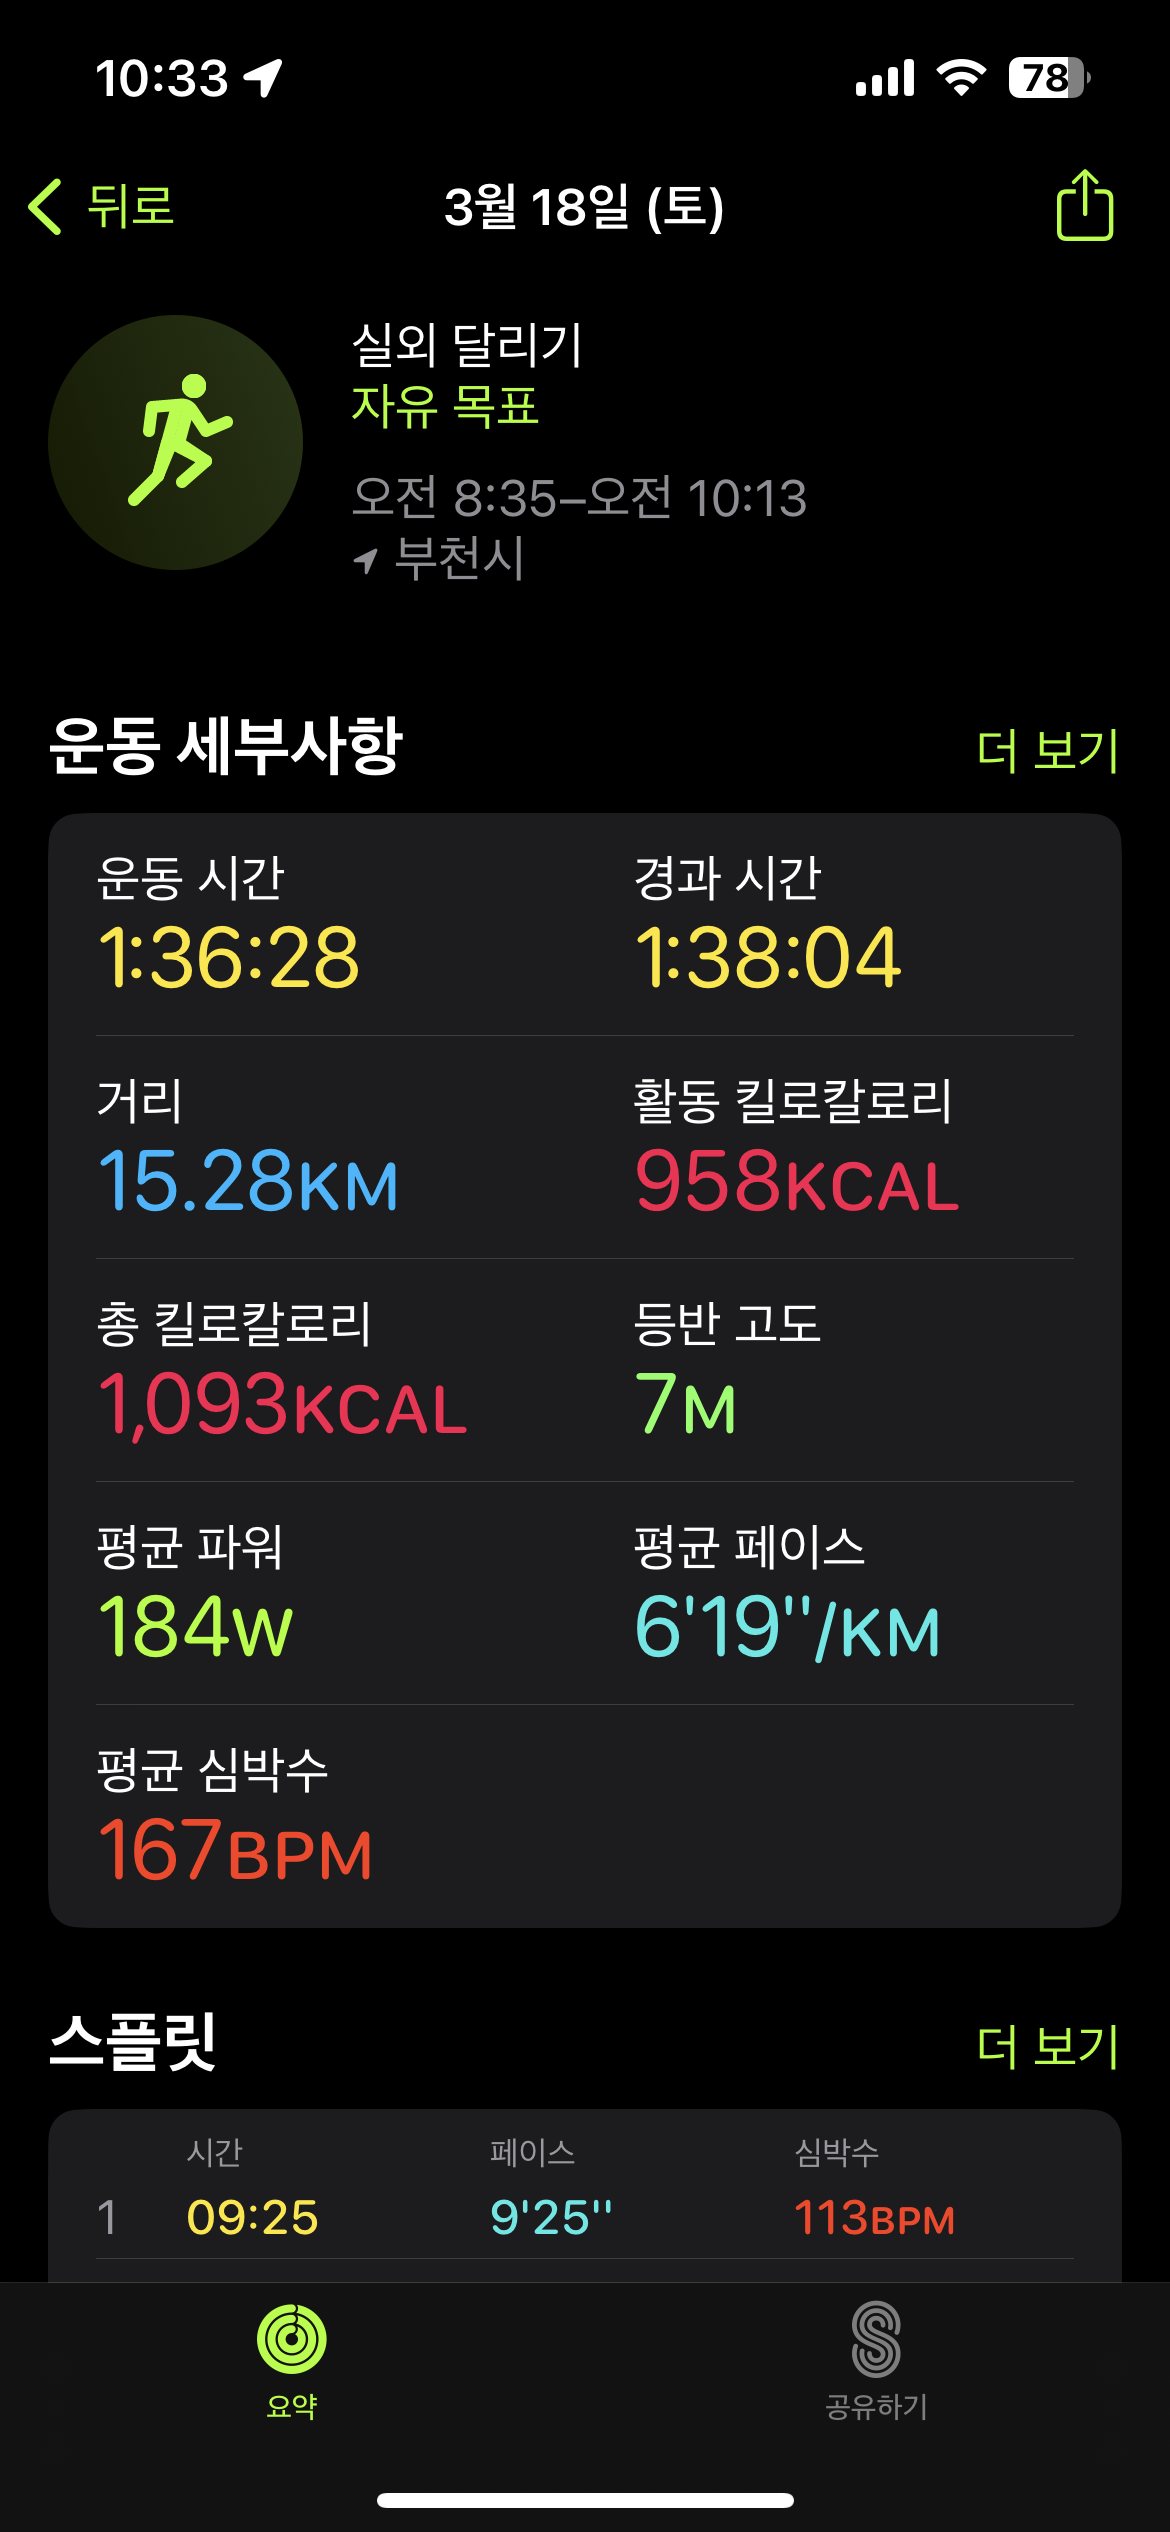 10:33
78
뒤로
3월 18일 (토)
실외 달리기
자유 목표
오전 8:35–오전 10:13
부천시
운동 세부사항
더 보기
운동 시간
경과 시간
1:36:28
1:38:04
거리
활동 킬로칼로리
15.28KM
958KCAL
총 킬로칼로리
등반 고도
1,093KCAL
7M
평균 파워
평균 페이스
184W
6'19''/KM
평균 심박수
167BPM
스플릿
더 보기
시간 페이스 심박수
1 09:25 9'25'' 113BPM
요약
공유하기